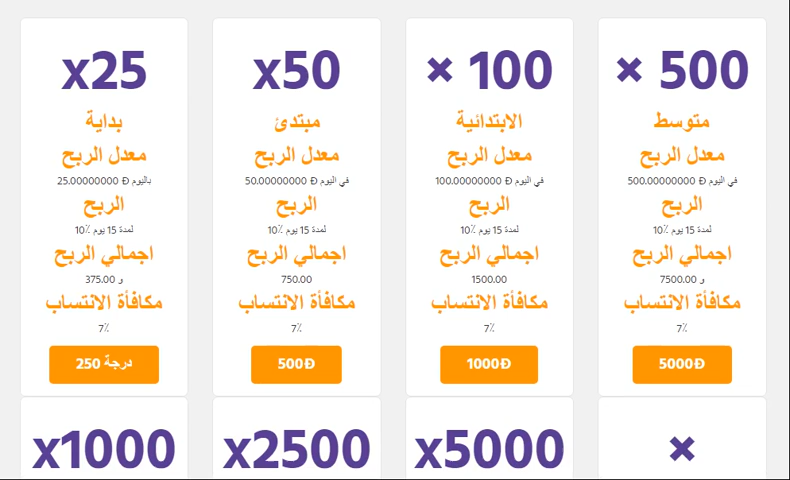 x25
بداية
معدل الربح
باليوم Ð 25.00000000
الربح
لمدة 15 يوم 10٪
اجمالي الربح
و 375.00
مكافأة الانتساب
7٪
درجة 250
x50
مبتدئ
معدل الربح
في اليوم Ð 50.00000000
الربح
لمدة 15 يوم 10٪
اجمالي الربح
750.00
مكافأة الانتساب
7٪
500Ð
× 100
الابتدائية
معدل الربح
في اليوم Ð 100.00000000
الربح
لمدة 15 يوم 10٪
اجمالي الربح
1500.00
مكافأة الانتساب
7٪
1000Ð
× 500
متوسط
معدل الربح
في اليوم Ð 500.00000000
الربح
لمدة 15 يوم 10٪
اجمالي الربح
و 7500.00
مكافأة الانتساب
7٪
5000Ð
x1000
x2500
x5000
×